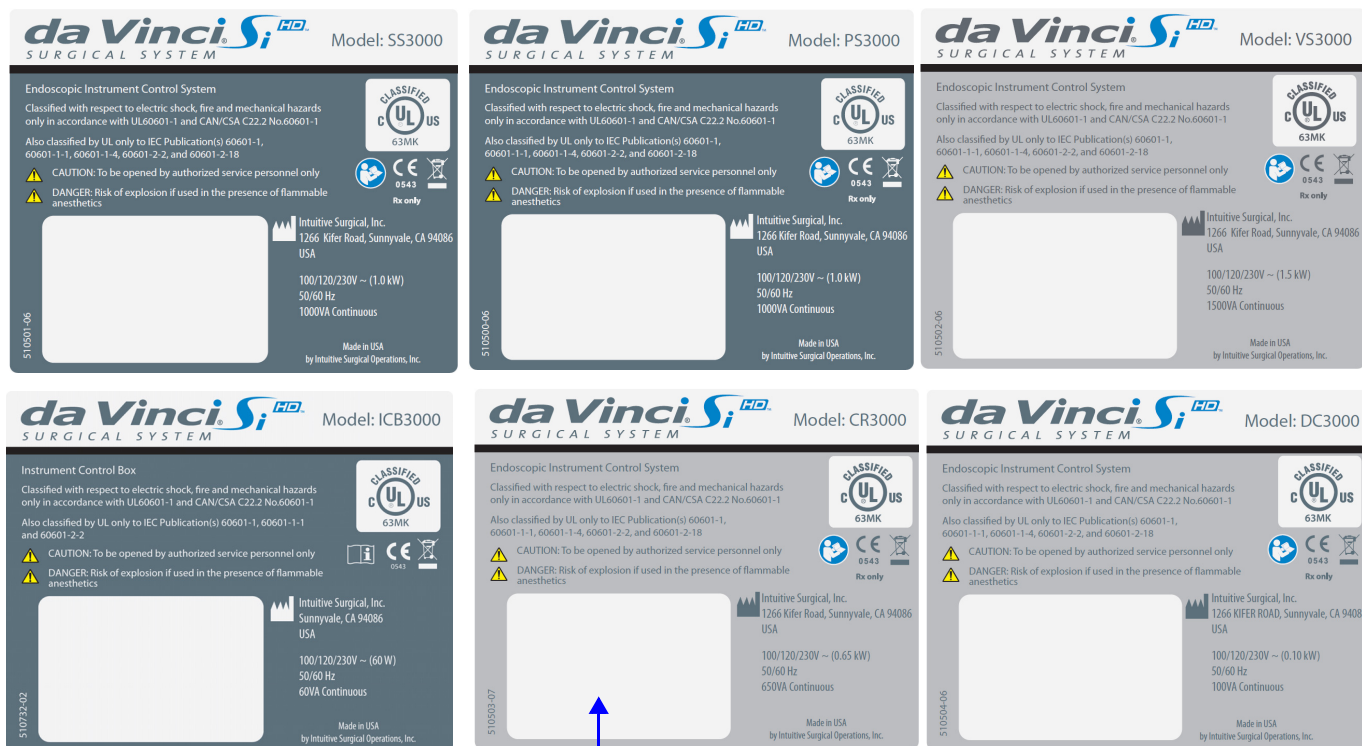 da Vinci. Si HD.
SURGICAL SYSTEM
Model: SS3000
Endoscopic Instrument Control System
Classified with respect to electric shock, fire and mechanical hazards
only in accordance with UL60601-1 and CAN/CSA C22.2 No.60601-1
Also classified by UL only to IEC Publication(s) 60601-1,
60601-1-1, 60601-1-4, 60601-2-2, and 60601-2-18
CAUTION: To be opened by authorized service personnel only
DANGER: Risk of explosion if used in the presence of flammable
anesthetics
CLASSIFIED
C UL ® US
63MK
CE
0543
Rx only
Intuitive Surgical, Inc.
1266 Kifer Road, Sunnyvale, CA 94086
USA
100/120/230V ~ (1.0 kW)
50/60 Hz
1000VA Continuous
Made in USA
by Intuitive Surgical Operations, Inc.
510501-06
da Vinci. Si HD.
SURGICAL SYSTEM
Model: PS3000
Endoscopic Instrument Control System
Classified with respect to electric shock, fire and mechanical hazards
only in accordance with UL60601-1 and CAN/CSA C22.2 No.60601-1
Also classified by UL only to IEC Publication(s) 60601-1,
60601-1-1, 60601-1-4, 60601-2-2, and 60601-2-18
CAUTION: To be opened by authorized service personnel only
DANGER: Risk of explosion if used in the presence of flammable
anesthetics
CLASSIFIED
C UL ® US
63MK
CE
0543
Rx only
Intuitive Surgical, Inc.
1266 Kifer Road, Sunnyvale, CA 94086
USA
100/120/230V ~ (1.0 kW)
50/60 Hz
1000VA Continuous
Made in USA
by Intuitive Surgical Operations, Inc.
510500-06
da Vinci. Si HD.
SURGICAL SYSTEM
Model: VS3000
Endoscopic Instrument Control System
Classified with respect to electric shock, fire and mechanical hazards
only in accordance with UL60601-1 and CAN/CSA C22.2 No.60601-1
Also classified by UL only to IEC Publication(s) 60601-1,
60601-1-1, 60601-1-4, 60601-2-2, and 60601-2-18
CAUTION: To be opened by authorized service personnel only
DANGER: Risk of explosion if used in the presence of flammable
anesthetics
CLASSIFIED
C UL ® US
63MK
CE
0543
Rx only
Intuitive Surgical, Inc.
1266 Kifer Road, Sunnyvale, CA 94086
USA
100/120/230V ~ (1.5 kW)
50/60 Hz
1500VA Continuous
Made in USA
by Intuitive Surgical Operations, Inc.
510502-06
da Vinci. Si HD.
SURGICAL SYSTEM
Model: ICB3000
Instrument Control Box
Classified with respect to electric shock, fire and mechanical hazards
only in accordance with UL60601-1 and CAN/CSA C22.2 No.60601-1
Also classified by UL only to IEC Publication(s) 60601-1, 60601-1-1
and 60601-2-2
CAUTION: To be opened by authorized service personnel only
DANGER: Risk of explosion if used in the presence of flammable
anesthetics
CLASSIFIED
C UL ® US
63MK
i
CE
0543
Intuitive Surgical, Inc.
Sunnyvale, CA 94086
USA
100/120/230V ~ (60 W)
50/60 Hz
60VA Continuous
Made in USA
by Intuitive Surgical Operations, Inc.
510732-02
da Vinci. Si HD.
SURGICAL SYSTEM
Model: CR3000
Endoscopic Instrument Control System
Classified with respect to electric shock, fire and mechanical hazards
only in accordance with UL60601-1 and CAN/CSA C22.2 No.60601-1
Also classified by UL only to IEC Publication(s) 60601-1,
60601-1-1, 60601-1-4, 60601-2-2, and 60601-2-18
CAUTION: To be opened by authorized service personnel only
DANGER: Risk of explosion if used in the presence of flammable
anesthetics
CLASSIFIED
C UL ® US
63MK
CE
0543
Rx only
Intuitive Surgical, Inc.
1266 Kifer Road, Sunnyvale, CA 94086
USA
100/120/230V ~ (0.65 kW)
50/60 Hz
650VA Continuous
Made in USA
by Intuitive Surgical Operations, Inc.
510503-07
da Vinci. Si HD.
SURGICAL SYSTEM
Model: DC3000
Endoscopic Instrument Control System
Classified with respect to electric shock, fire and mechanical hazards
only in accordance with UL60601-1 and CAN/CSA C22.2 No.60601-1
Also classified by UL only to IEC Publication(s) 60601-1,
60601-1-1, 60601-1-4, 60601-2-2, and 60601-2-18
CAUTION: To be opened by authorized service personnel only
DANGER: Risk of explosion if used in the presence of flammable
anesthetics
CLASSIFIED
C UL ® US
63MK
CE
0543
Rx only
Intuitive Surgical, Inc.
1266 KIFER ROAD, Sunnyvale, CA 9408
USA
100/120/230V ~ (0.10 kW)
50/60 Hz
100VA Continuous
Made in USA
by Intuitive Surgical Operations, Inc.
510504-06